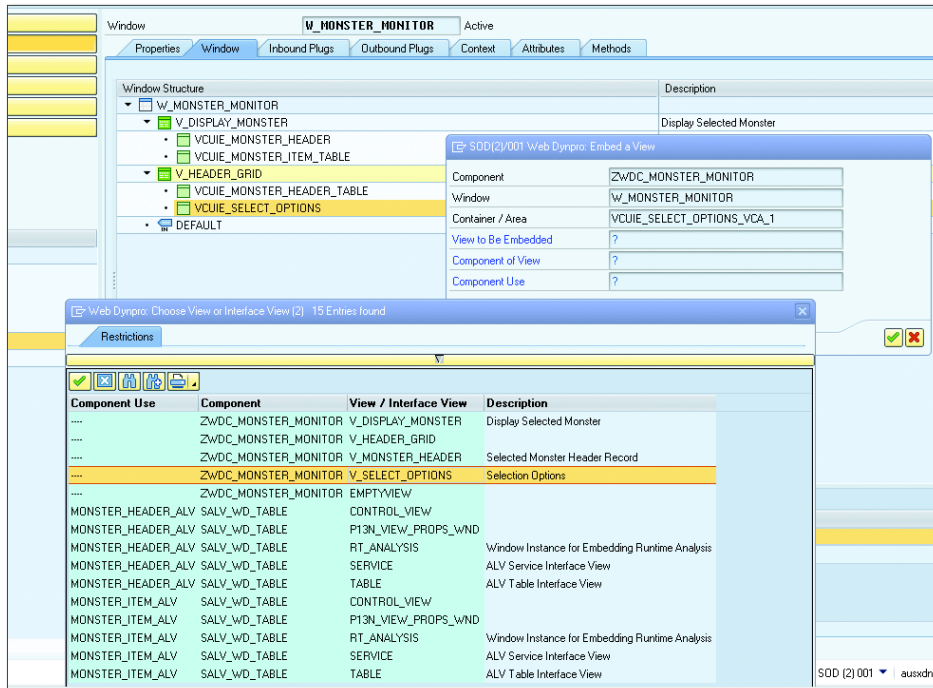 Window W_MONSTER_MONITOR Active
Properties Window Inbound Plugs Outbound Plugs Context Attributes Methods
Window Structure Description
W_MONSTER_MONITOR
V_DISPLAY_MONSTER Display Selected Monster
VCUIE_MONSTER_HEADER
VCUIE_MONSTER_ITEM_TABLE
V_HEADER_GRID
VCUIE_MONSTER_HEADER_TABLE
VCUIE_SELECT_OPTIONS
DEFAULT
SOD(2)/001 Web Dynpro: Embed a View
Component ZWDC_MONSTER_MONITOR
Window W_MONSTER_MONITOR
Container / Area VCUIE_SELECT_OPTIONS_VCA_1
View to Be Embedded ?
Component of View ?
Component Use ?
Web Dynpro: Choose View or Interface View (2) 15 Entries found
Restrictions
Component Use Component View / Interface View Description
---- ZWDC_MONSTER_MONITOR V_DISPLAY_MONSTER Display Selected Monster
---- ZWDC_MONSTER_MONITOR V_HEADER_GRID
---- ZWDC_MONSTER_MONITOR V_MONSTER_HEADER Selected Monster Header Record
---- ZWDC_MONSTER_MONITOR V_SELECT_OPTIONS Selection Options
---- ZWDC_MONSTER_MONITOR EMPTYVIEW
MONSTER_HEADER_ALV SALV_WD_TABLE CONTROL_VIEW
MONSTER_HEADER_ALV SALV_WD_TABLE P13N_VIEW_PROPS_WND
MONSTER_HEADER_ALV SALV_WD_TABLE RT_ANALYSIS Window Instance for Embedding Runtime Analysis
MONSTER_HEADER_ALV SALV_WD_TABLE SERVICE ALV Service Interface View
MONSTER_HEADER_ALV SALV_WD_TABLE TABLE ALV Table Interface View
MONSTER_ITEM_ALV SALV_WD_TABLE CONTROL_VIEW
MONSTER_ITEM_ALV SALV_WD_TABLE P13N_VIEW_PROPS_WND
MONSTER_ITEM_ALV SALV_WD_TABLE RT_ANALYSIS Window Instance for Embedding Runtime Analysis
MONSTER_ITEM_ALV SALV_WD_TABLE SERVICE ALV Service Interface View
MONSTER_ITEM_ALV SALV_WD_TABLE TABLE ALV Table Interface View
SOD (2) 001 ausxdn